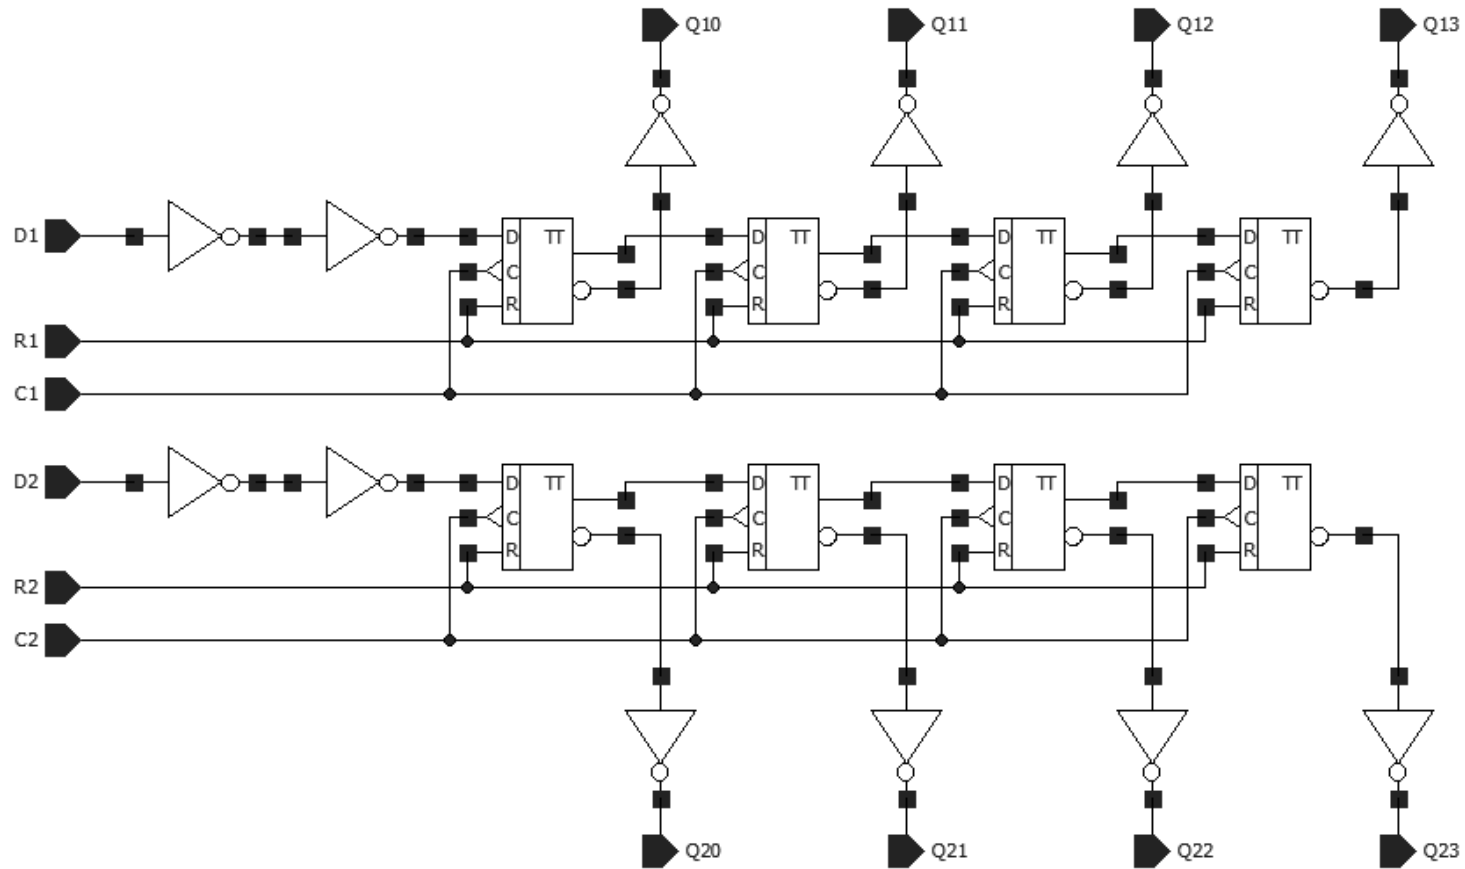 Q10 Q11 Q12 Q13
D1 D TT D TT D TT D TT
C C C C
R R R R
R1
C1
D2 D TT D TT D TT D TT
C C C C
R R R R
R2
C2
Q20 Q21 Q22 Q23